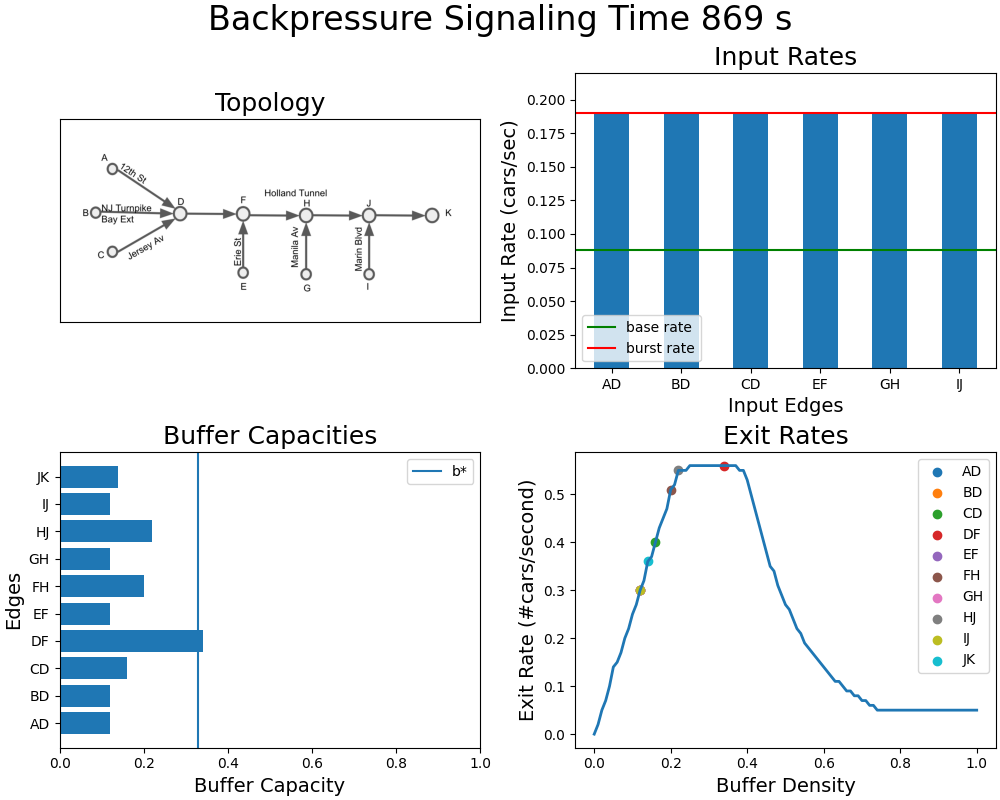 Backpressure Signaling Time 869 s
Topology
A
12th St
B
NJ Turnpike
Bay Ext
C
Jersey Av
D
F
Holland Tunnel
H
J
K
Erie St
Manila Av
Marin Blvd
E
G
I
Input Rates
Input Rate (cars/sec)
0.200
0.175
0.150
0.125
0.100
0.075
0.050
0.025
0.000
base rate
burst rate
AD BD CD EF GH IJ
Input Edges
Buffer Capacities
Edges
JK
IJ
HJ
GH
FH
EF
DF
CD
BD
AD
b*
0.0 0.2 0.4 0.6 0.8 1.0
Buffer Capacity
Exit Rates
Exit Rate (#cars/second)
0.5
0.4
0.3
0.2
0.1
0.0
AD
BD
CD
DF
EF
FH
GH
HJ
IJ
JK
0.0 0.2 0.4 0.6 0.8 1.0
Buffer Density